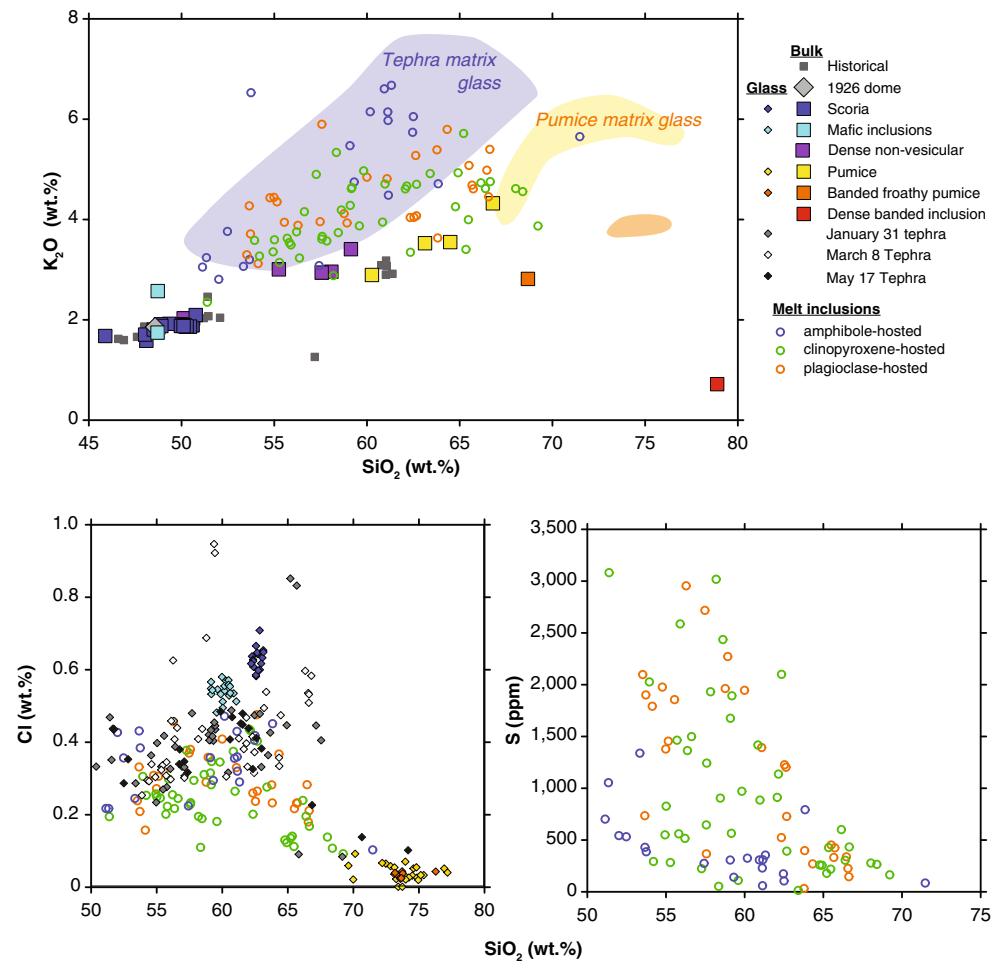 8
6
4
2
0
K2O (wt.%)
45
50
55
60
65
70
75
80
SiO2 (wt.%)
Tephra matrix
glass
Pumice matrix glass
Bulk
Historical
Glass
1926 dome
Scoria
Mafic inclusions
Dense non-vesicular
Pumice
Banded froathy pumice
Dense banded inclusion
January 31 tephra
March 8 Tephra
May 17 Tephra
Melt inclusions
amphibole-hosted
clinopyroxene-hosted
plagioclase-hosted
1.0
0.8
0.6
0.4
0.2
0
Cl (wt.%)
50
55
60
65
70
75
80
3,500
3,000
2,500
2,000
1,500
1,000
500
0
S (ppm)
50
55
60
65
70
75
SiO2 (wt.%)